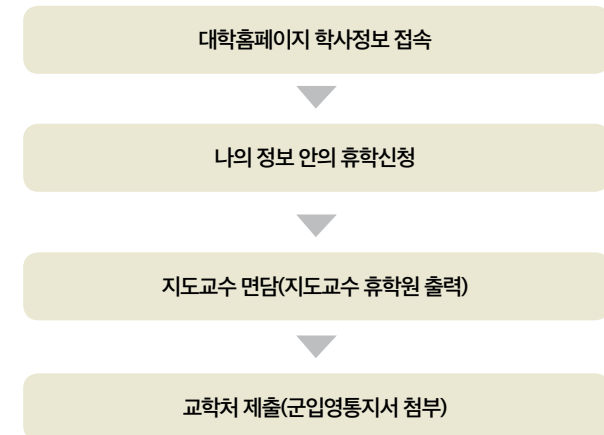 대학홈페이지 학사정보 접속
나의 정보 안의 휴학신청
지도교수 면담(지도교수 휴학원 출력)
교학처 제출(군입영통지서 첨부)